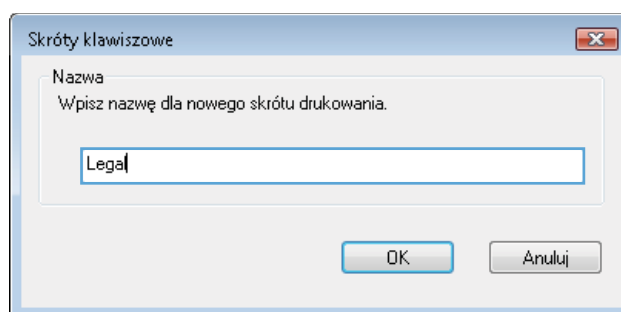 Skróty klawiszowe
Nazwa
Wpisz nazwę dla nowego skrótu drukowania.
Legal
OK Anuluj